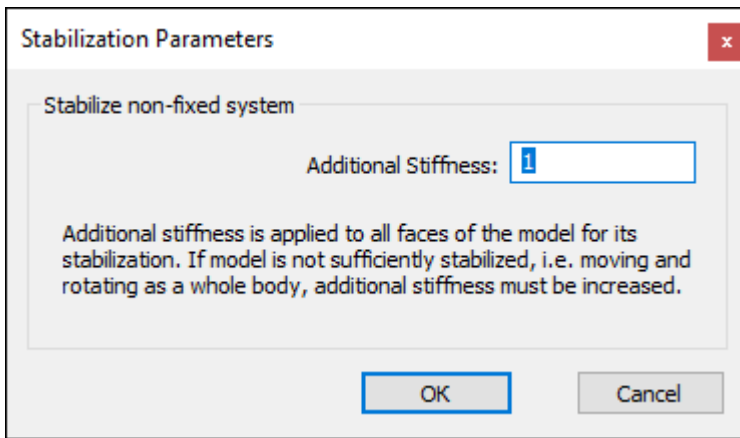 Stabilization Parameters
x
Stabilize non-fixed system
Additional Stiffness: 1
Additional stiffness is applied to all faces of the model for its
stabilization. If model is not sufficiently stabilized, i.e. moving and
rotating as a whole body, additional stiffness must be increased.
OK Cancel